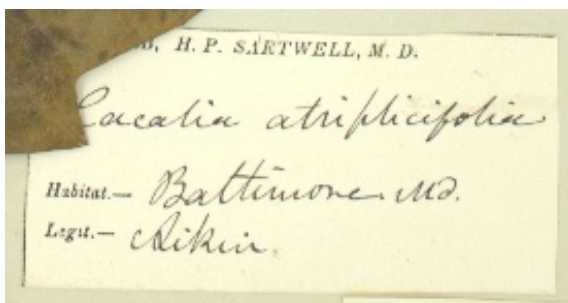 H. P. SARTWELL, M. D.
Cacalia atriplicifolia
Habitat.— Baltimore. Md.
Legit.— Aikin.